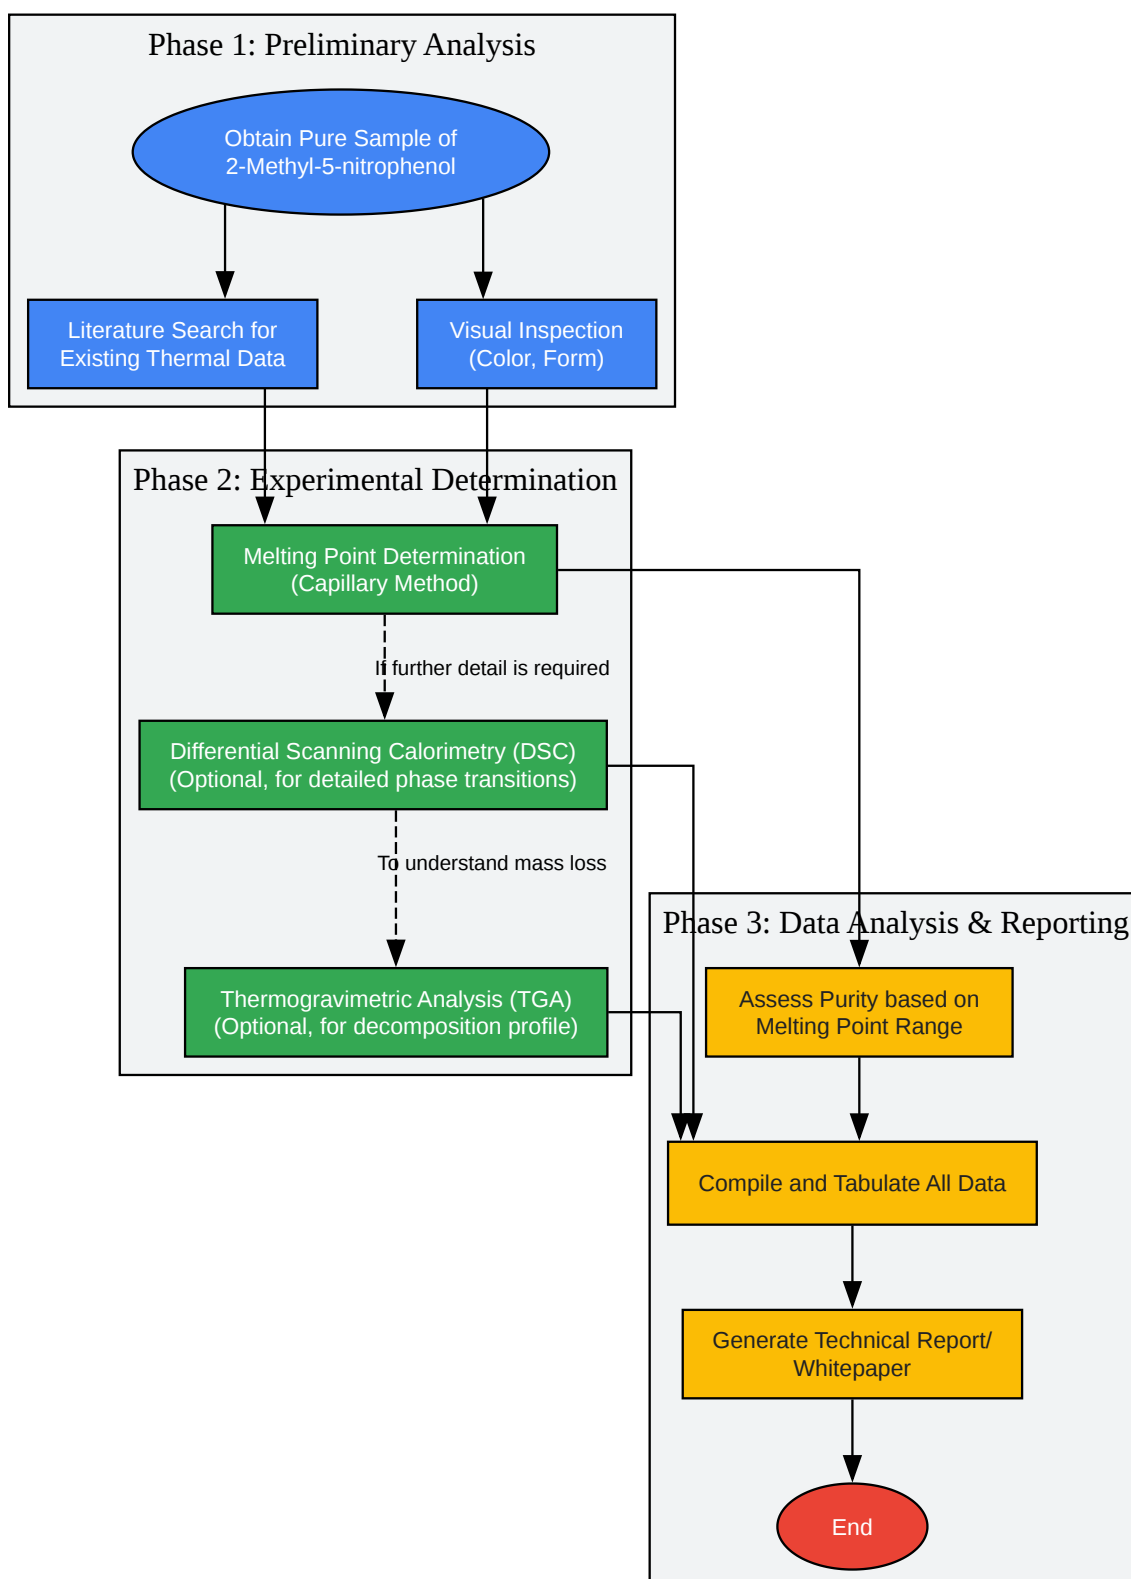 Phase 1: Preliminary Analysis
Obtain Pure Sample of
2-Methyl-5-nitrophenol
Literature Search for
Existing Thermal Data
Visual Inspection
(Color, Form)
Phase 2: Experimental Determination
Melting Point Determination
(Capillary Method)
If further detail is required
Differential Scanning Calorimetry (DSC)
(Optional, for detailed phase transitions)
To understand mass loss
Thermogravimetric Analysis (TGA)
(Optional, for decomposition profile)
Phase 3: Data Analysis & Reporting
Assess Purity based on
Melting Point Range
Compile and Tabulate All Data
Generate Technical Report/
Whitepaper
End